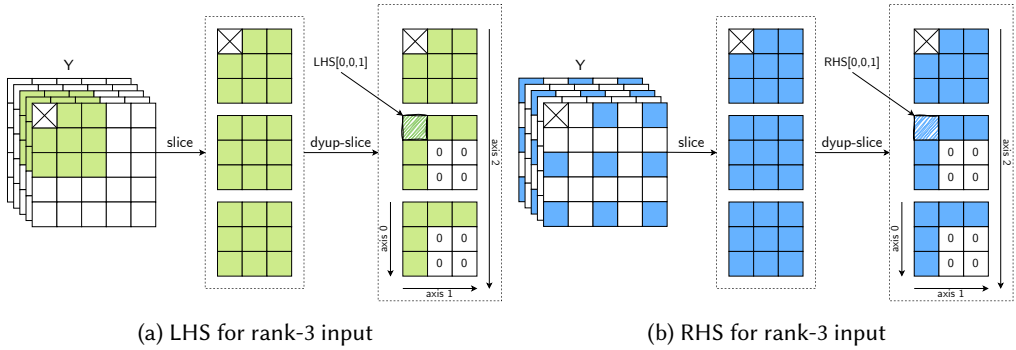 Y
slice
dyup-slice
LHS[0,0,1]
0 0
0 0
0 0
0 0
axis 0
axis 1
axis 2
(a) LHS for rank-3 input
Y
slice
dyup-slice
RHS[0,0,1]
0 0
0 0
0 0
0 0
axis 0
axis 1
axis 2
(b) RHS for rank-3 input